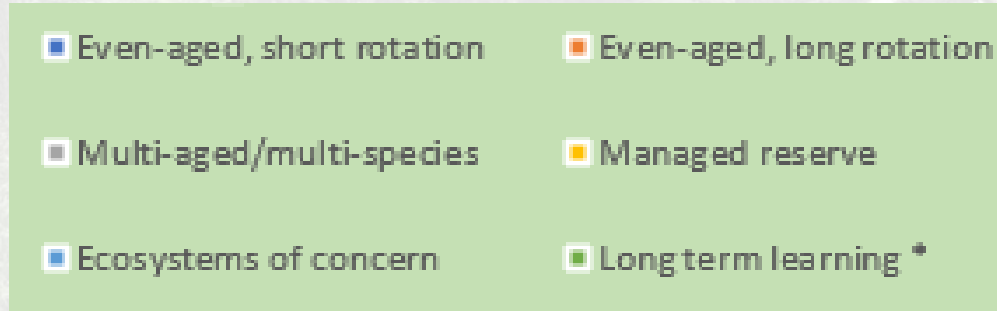 Even-aged, short rotation
Even-aged, long rotation
Multi-aged/multi-species
Managed reserve
Ecosystems of concern
Long term learning *